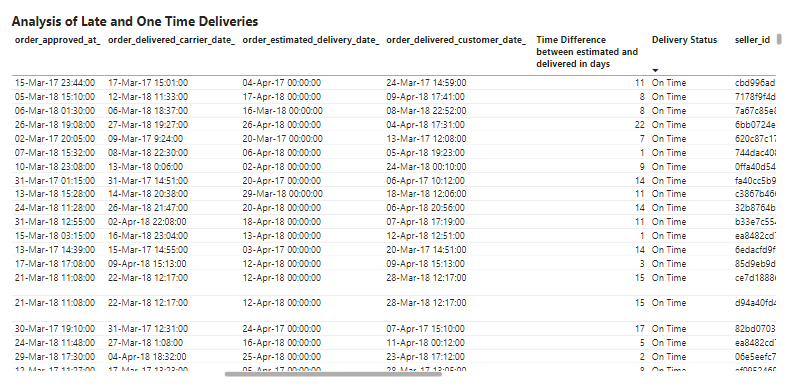 Analysis of Late and One Time Deliveries
order_approved_at_ order_delivered_carrier_date_ order_estimated_delivery_date_ order_delivered_customer_date_ Time Difference between estimated and delivered in days Delivery Status seller_id
15-Mar-17 23:44:00 17-Mar-17 15:01:00 04-Apr-17 00:00:00 24-Mar-17 14:59:00 11 On Time cbd996ad
05-Mar-18 15:10:00 12-Mar-18 11:33:00 17-Apr-18 00:00:00 09-Apr-18 17:41:00 8 On Time 7178f9f4d
06-Mar-18 01:30:00 06-Mar-18 18:37:00 16-Mar-18 00:00:00 08-Mar-18 22:52:00 8 On Time 7a67c85e8
26-Mar-18 19:08:00 27-Mar-18 19:27:00 26-Apr-18 00:00:00 04-Apr-18 17:31:00 22 On Time 6bb0724e
02-Mar-17 20:05:00 09-Mar-17 9:24:00 20-Mar-17 00:00:00 13-Mar-17 12:08:00 7 On Time 620c87c17
07-Mar-18 15:32:00 08-Mar-18 22:30:00 06-Apr-18 00:00:00 05-Apr-18 19:23:00 1 On Time 744dac408
10-Mar-18 23:08:00 13-Mar-18 0:06:00 02-Apr-18 00:00:00 24-Mar-18 00:10:00 9 On Time 0ffa40d54
31-Mar-17 01:15:00 31-Mar-17 14:51:00 20-Apr-17 00:00:00 06-Apr-17 10:12:00 14 On Time fa40cc5b9
13-Mar-18 15:28:00 14-Mar-18 20:38:00 29-Mar-18 00:00:00 18-Mar-18 12:06:00 11 On Time c3867b46
24-Mar-18 11:28:00 26-Mar-18 21:47:00 20-Apr-18 00:00:00 06-Apr-18 20:56:00 14 On Time 32b8764b
31-Mar-18 12:55:00 02-Apr-18 22:08:00 18-Apr-18 00:00:00 07-Apr-18 17:19:00 11 On Time b33e7c55
15-Mar-18 03:15:00 16-Mar-18 23:04:00 13-Apr-18 00:00:00 12-Apr-18 12:51:00 1 On Time ea8482cd
13-Mar-17 14:39:00 15-Mar-17 14:55:00 03-Apr-17 00:00:00 20-Mar-17 14:51:00 14 On Time 6edacfd9f
17-Mar-18 17:08:00 09-Apr-18 15:13:00 12-Apr-18 00:00:00 09-Apr-18 15:13:00 3 On Time 85d9eb9d
21-Mar-18 11:08:00 22-Mar-18 12:17:00 12-Apr-18 00:00:00 28-Mar-18 12:17:00 15 On Time ce7d1888
21-Mar-18 11:08:00 22-Mar-18 12:17:00 12-Apr-18 00:00:00 28-Mar-18 12:17:00 15 On Time d94a40fd
30-Mar-17 19:10:00 31-Mar-17 12:31:00 24-Apr-17 00:00:00 07-Apr-17 15:10:00 17 On Time 82bd0703
24-Mar-18 11:48:00 27-Mar-18 1:08:00 16-Apr-18 00:00:00 11-Apr-18 00:12:00 5 On Time ea8482cd
29-Mar-18 17:30:00 04-Apr-18 18:32:00 25-Apr-18 00:00:00 23-Apr-18 17:12:00 2 On Time 06e5eefc7